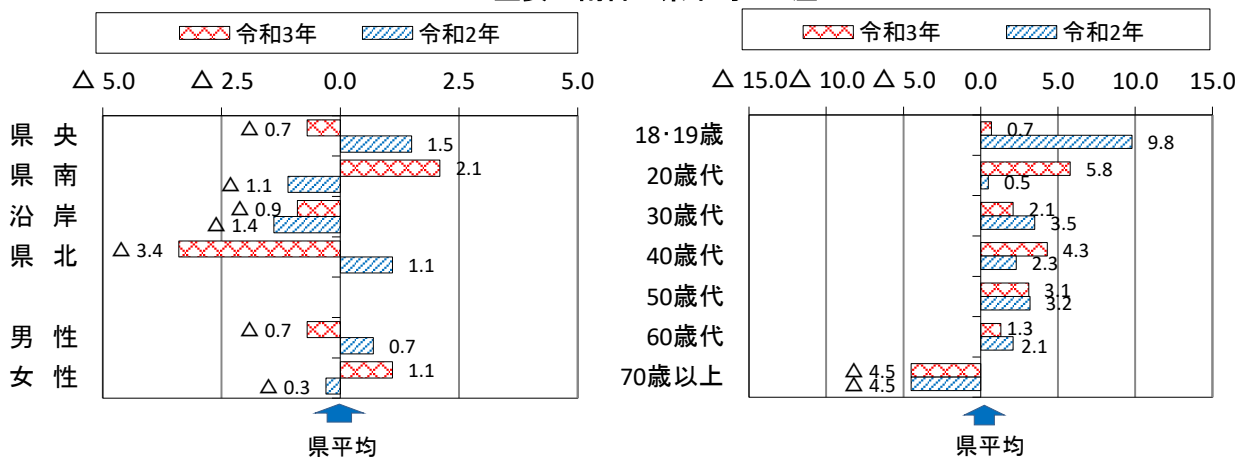 令和3年 令和2年
△ 5.0 △ 2.5 0.0 2.5 5.0
県 央 △ 0.7 1.5
県 南 2.1 △ 1.1
沿 岸 △ 0.9 △ 1.4
県 北 △ 3.4 1.1
男 性 △ 0.7 0.7
女 性 1.1 △ 0.3
県平均
令和3年 令和2年
△ 15.0 △ 10.0 △ 5.0 0.0 5.0 10.0 15.0
18･19歳 0.7 9.8
20歳代 5.8 0.5
30歳代 2.1 3.5
40歳代 4.3 2.3
50歳代 3.1 3.2
60歳代 1.3 2.1
70歳以上 △ 4.5 △ 4.5
県平均